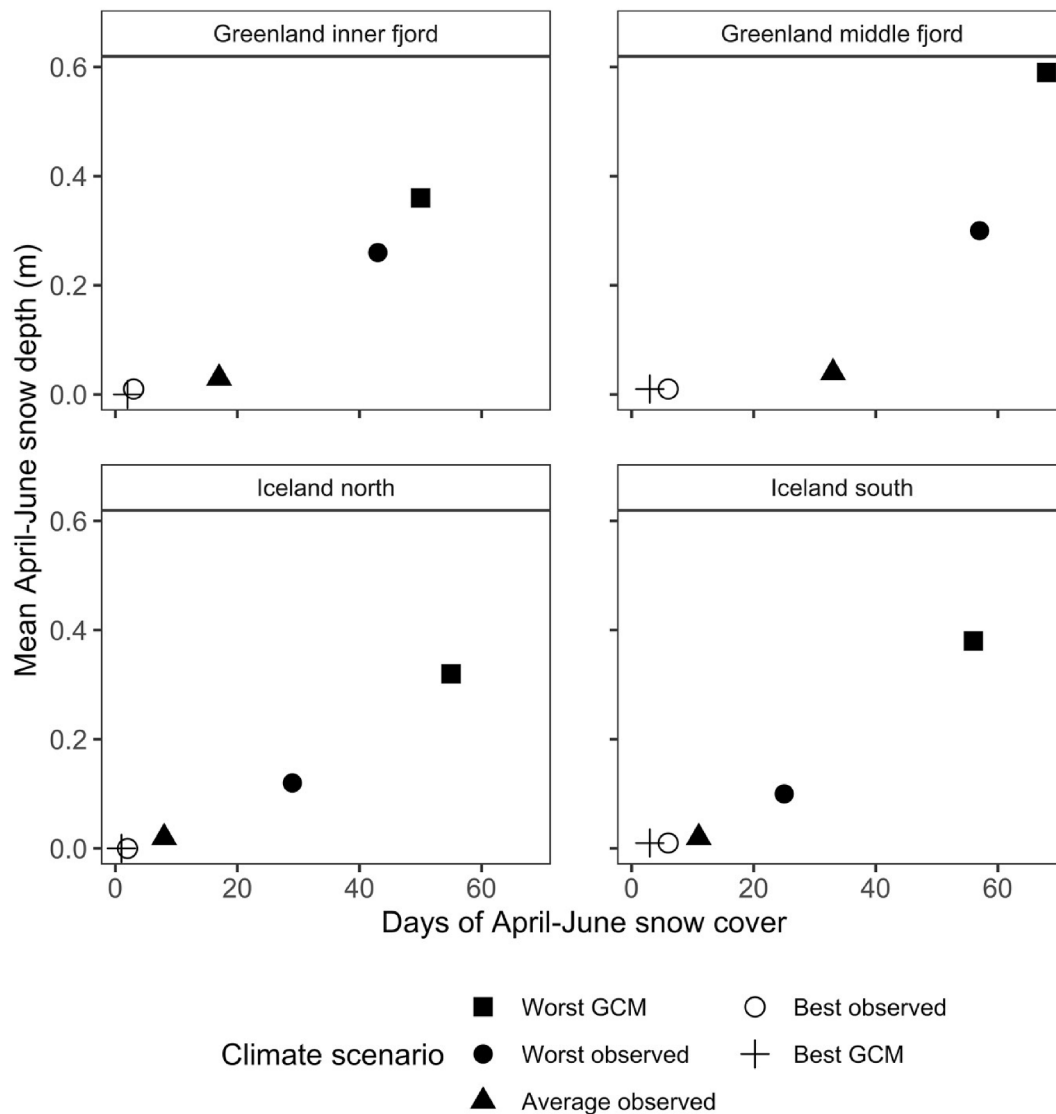 Greenland inner fjord
Greenland middle fjord
0.6
0.4
0.2
0.0
Iceland north
Iceland south
0.6
0.4
0.2
0.0
0 20 40 60
0 20 40 60
Mean April-June snow depth (m)
Days of April-June snow cover
Climate scenario
Worst GCM
Worst observed
Average observed
Best observed
Best GCM